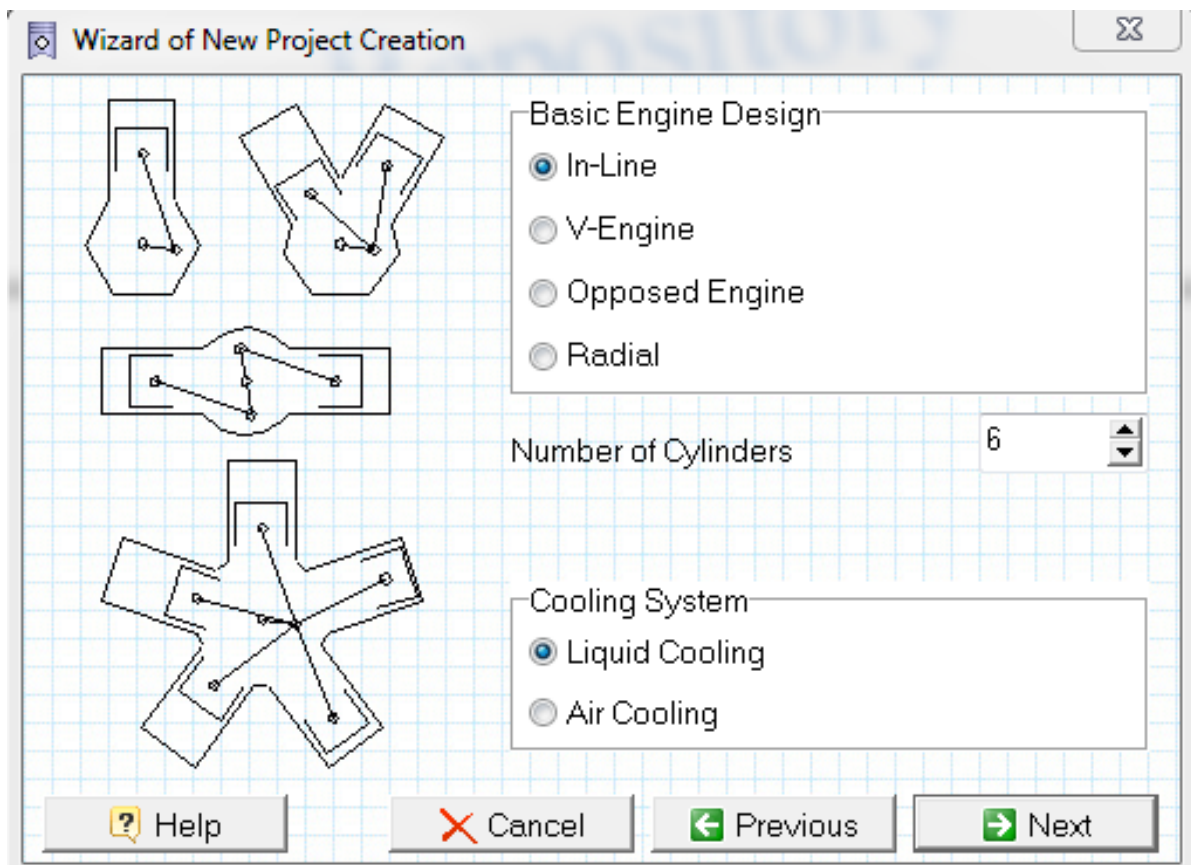 Wizard of New Project Creation
Repository
Basic Engine Design
In-Line
V-Engine
Opposed Engine
Radial
Number of Cylinders 6
Cooling System
Liquid Cooling
Air Cooling
Help Cancel Previous Next